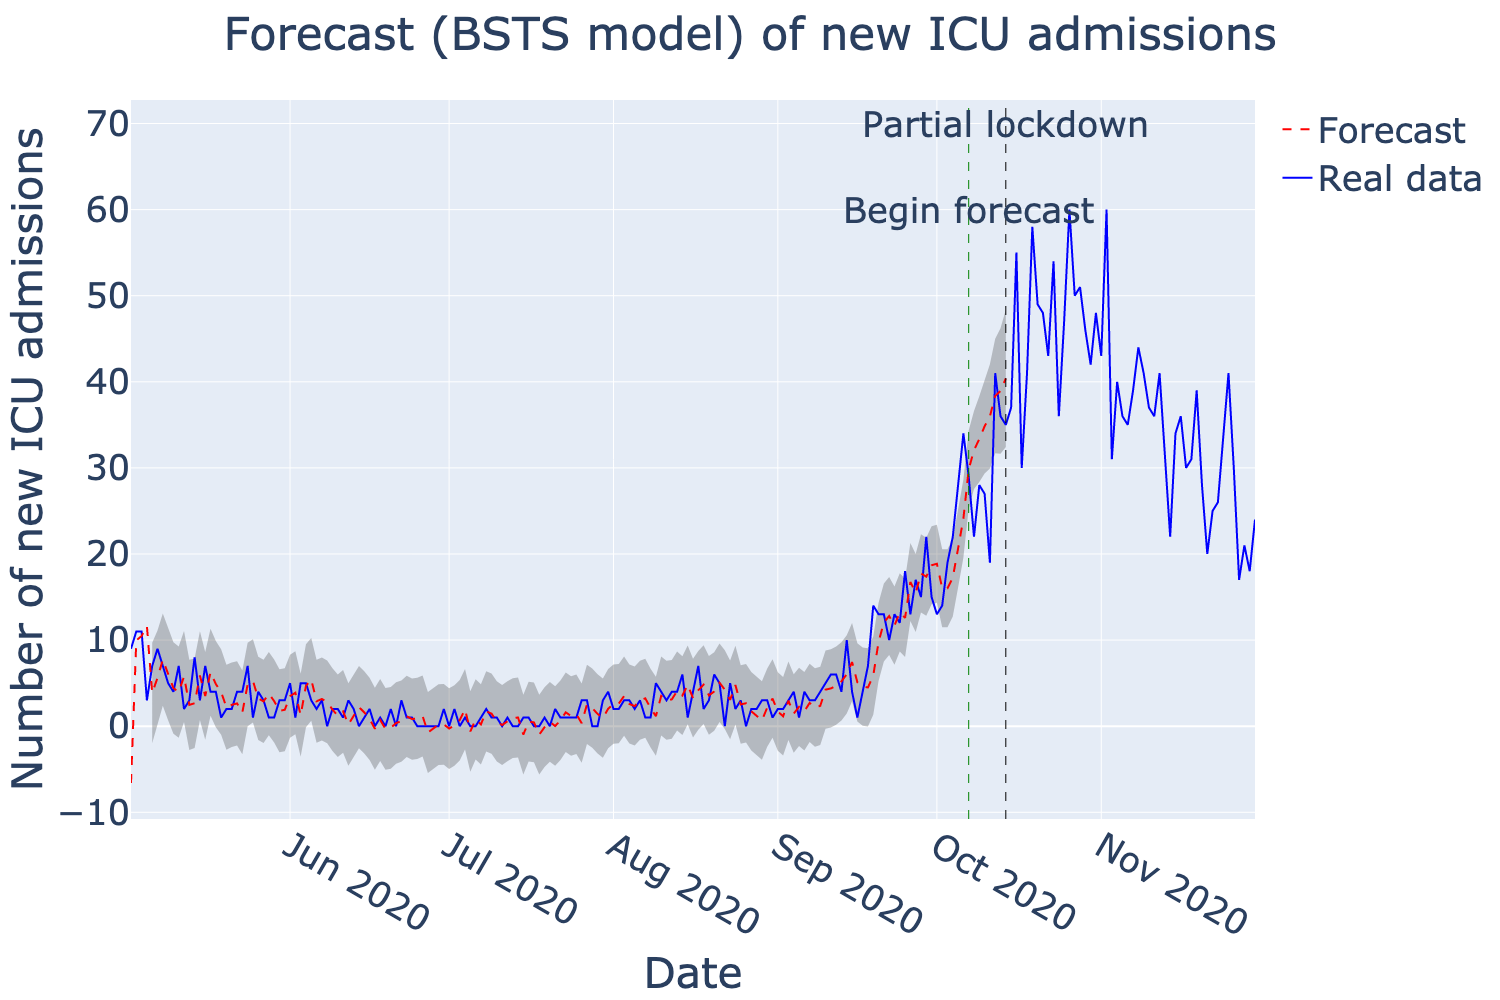 Forecast (BSTS model) of new ICU admissions
Number of new ICU admissions
70
60
50
40
30
20
10
0
−10
Partial lockdown
Begin forecast
Forecast
Real data
Jun 2020
Jul 2020
Aug 2020
Sep 2020
Oct 2020
Nov 2020
Date